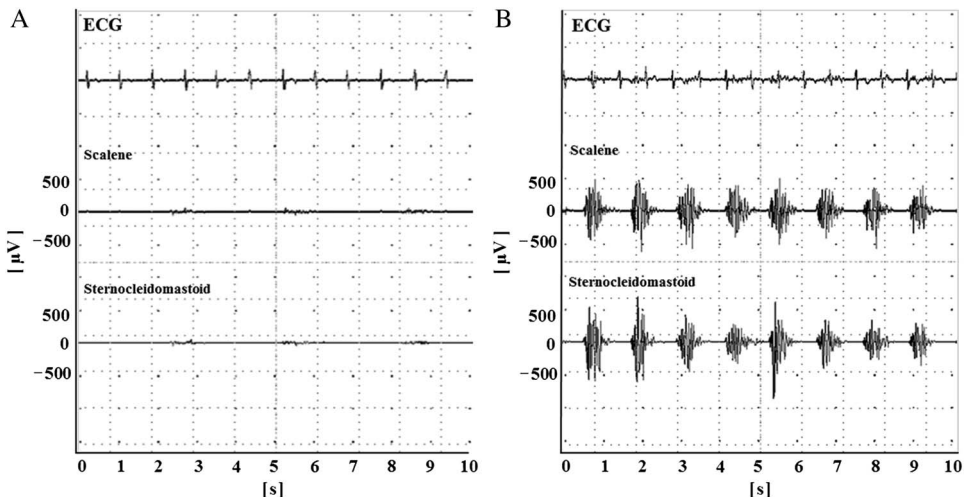 A
ECG
Scalene
500
0
−500
[ µV ]
Sternocleidomastoid
500
0
−500
0 1 2 3 4 5 6 7 8 9 10
[s]
B
ECG
Scalene
500
0
−500
[ µV ]
Sternocleidomastoid
500
0
−500
0 1 2 3 4 5 6 7 8 9 10
[s]